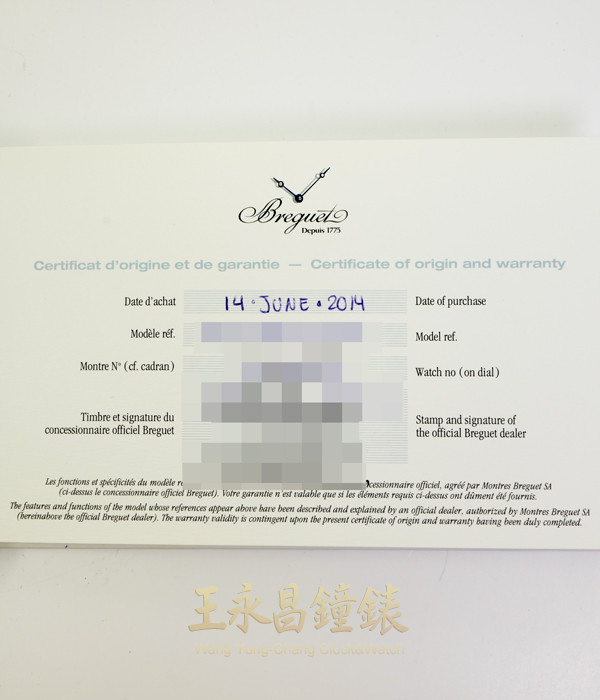 Breguet
Depuis 1775
Certificat d'origine et de garantie — Certificate of origin and warranty
Date d'achat 14 · JUNE · 2014 Date of purchase
Modèle réf. Model ref.
Montre N° (cf. cadran) Watch no (on dial)
Timbre et signature du Stamp and signature of
concessionnaire officiel Breguet the official Breguet dealer
Les fonctions et spécificités du modèle officiel, agréé par Montres Breguet SA
(ci-dessus le concessionnaire officiel Breguet). Votre garantie n'est valable que si les éléments requis ci-dessus ont dûment été fournis.
The features and functions of the model whose references appear above have been described and explained by an official dealer, authorized by Montres Breguet SA
(hereinabove the official Breguet dealer). The warranty validity is contingent upon the present certificate of origin and warranty having been duly completed.
王永昌鐘錶
Wang Yung-Chang Clock&Watch